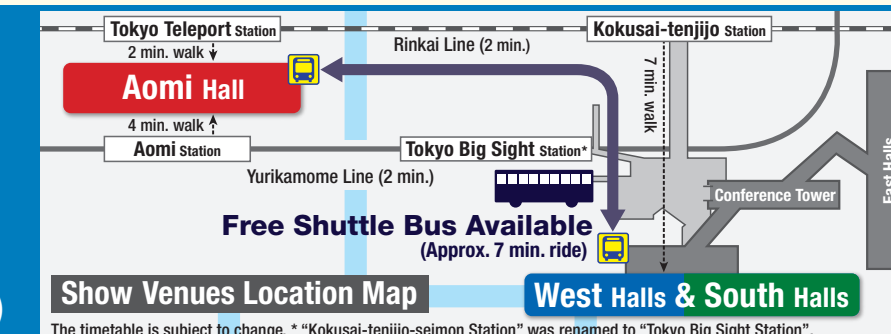 Tokyo Teleport Station
Kokusai-tenjijo Station
2 min. walk
Rinkai Line (2 min.)
Aomi Hall
7 min. walk
4 min. walk
Aomi Station
Tokyo Big Sight Station*
East Halls
Yurikamome Line (2 min.)
Conference Tower
Free Shuttle Bus Available
(Approx. 7 min. ride)
Show Venues Location Map
West Halls & South Halls
The timetable is subject to change. * "Kokusai-tenjijo-seimon Station" was renamed to "Tokyo Big Sight Station".